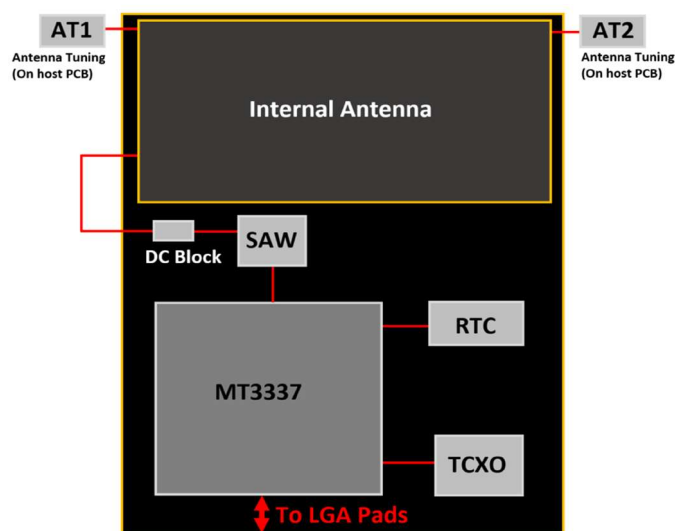 AT1
Antenna Tuning
(On host PCB)
AT2
Antenna Tuning
(On host PCB)
Internal Antenna
SAW
DC Block
RTC
MT3337
TCXO
To LGA Pads